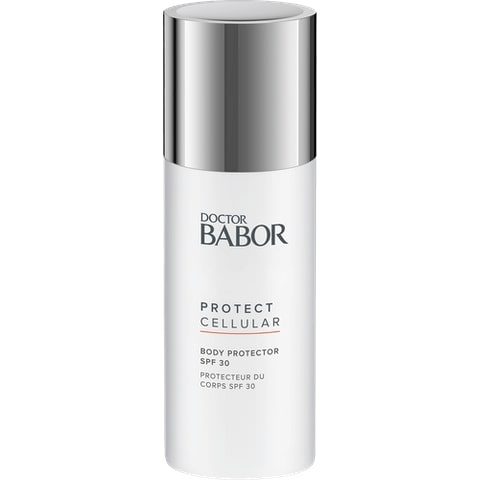 DOCTOR
BABOR
PROTECT
CELLULAR
BODY PROTECTOR
SPF 30
PROTECTEUR DU
CORPS SPF 30